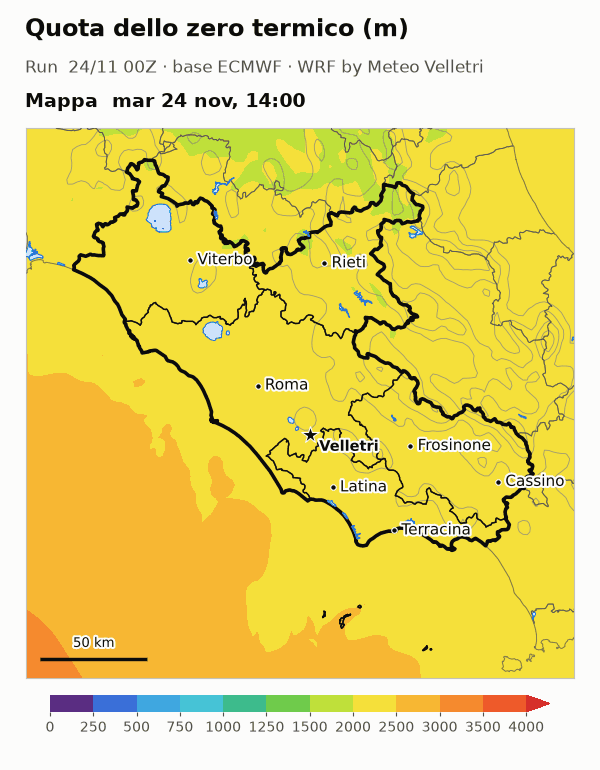 Quota dello zero termico (m)
Run  24/11 00Z · base ECMWF · WRF by Meteo Velletri
Mappa  mar 24 nov, 14:00
Viterbo
Rieti
Roma
Velletri
Frosinone
Latina
Cassino
Terracina
50 km
0 250 500 750 1000 1250 1500 2000 2500 3000 3500 4000